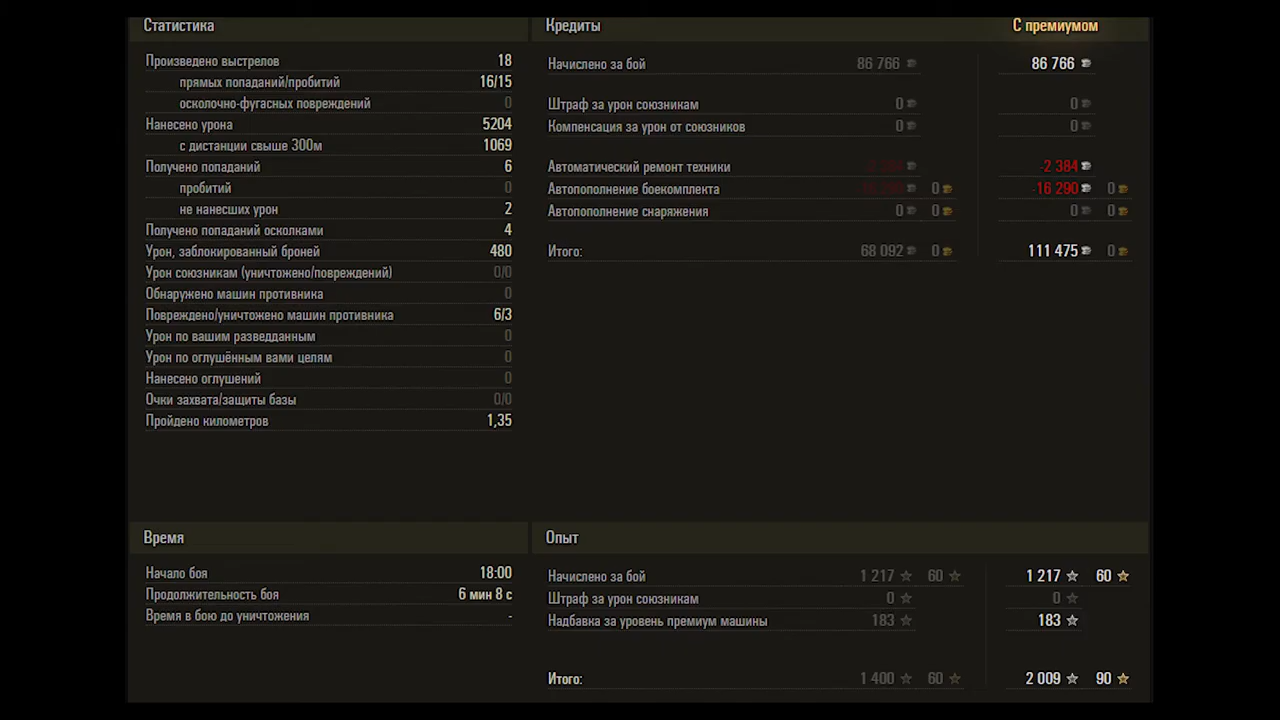 Статистика
Произведено выстрелов 18
прямых попаданий/пробитий 16/15
осколочно-фугасных повреждений 0
Нанесено урона 5204
с дистанции свыше 300м 1069
Получено попаданий 6
пробитий 0
не нанесших урон 2
Получено попаданий осколками 4
Урон, заблокированный броней 480
Урон союзникам (уничтожено/повреждений) 0/0
Обнаружено машин противника 0
Повреждено/уничтожено машин противника 6/3
Урон по вашим разведданным 0
Урон по оглушённым вами целям 0
Нанесено оглушений 0
Очки захвата/защиты базы 0/0
Пройдено километров 1,35
Кредиты С премиумом
Начислено за бой 86 766 86 766
Штраф за урон союзникам 0 0
Компенсация за урон от союзников 0 0
Автоматический ремонт техники -2 384
Автопополнение боекомплекта 0 -16 290 0
Автопополнение снаряжения 0 0 0 0
Итого: 68 092 0 111 475 0
Время
Начало боя 18:00
Продолжительность боя 6 мин 8 с
Время в бою до уничтожения -
Опыт
Начислено за бой 1 217 60 1 217 60
Штраф за урон союзникам 0 0
Надбавка за уровень премиум машины 183 183
Итого: 1 400 60 2 009 90